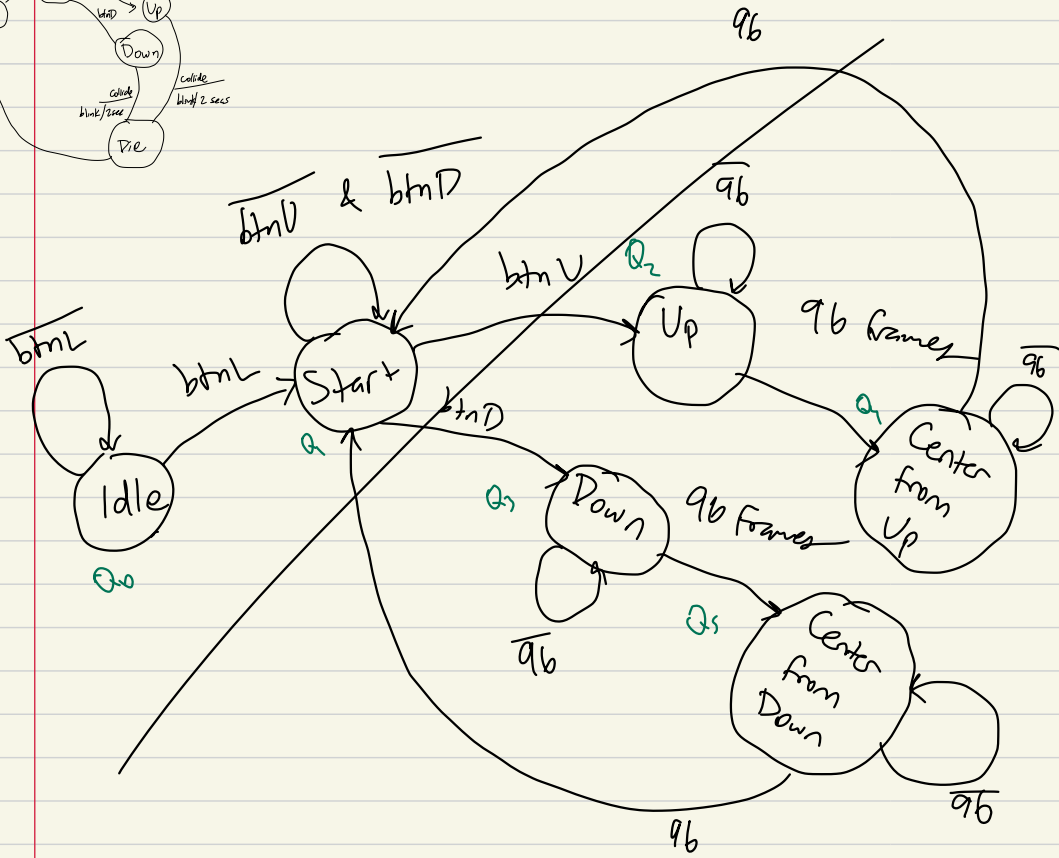 btnD
Up
Down
collide
blink/2sec
collide
blink/2 secs
Die
96
btnU & btnD
96
btnU
Q2
Up
96 frames
96
btnL
btnL
Start
Q1
btnD
Q4
Center
from
Up
Idle
Q0
Q3
Down
96 Frames
96
Q5
Center
from
Down
96
96